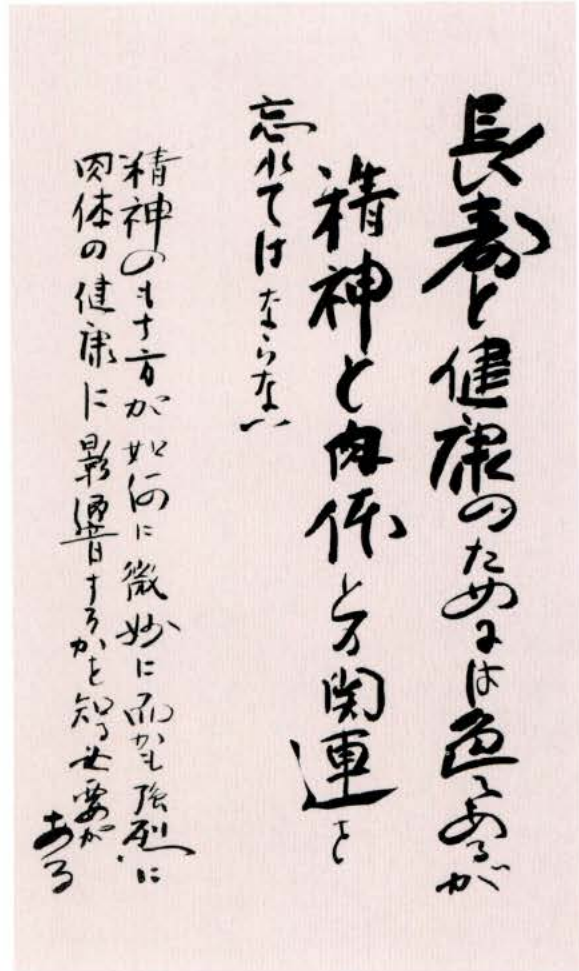 長寿と健康のためには色々あるが
精神と肉体との関連を
忘れてはならない
精神のもち方が如何に微妙に而かも強烈に
肉体の健康に影響するかを知る必要が
ある